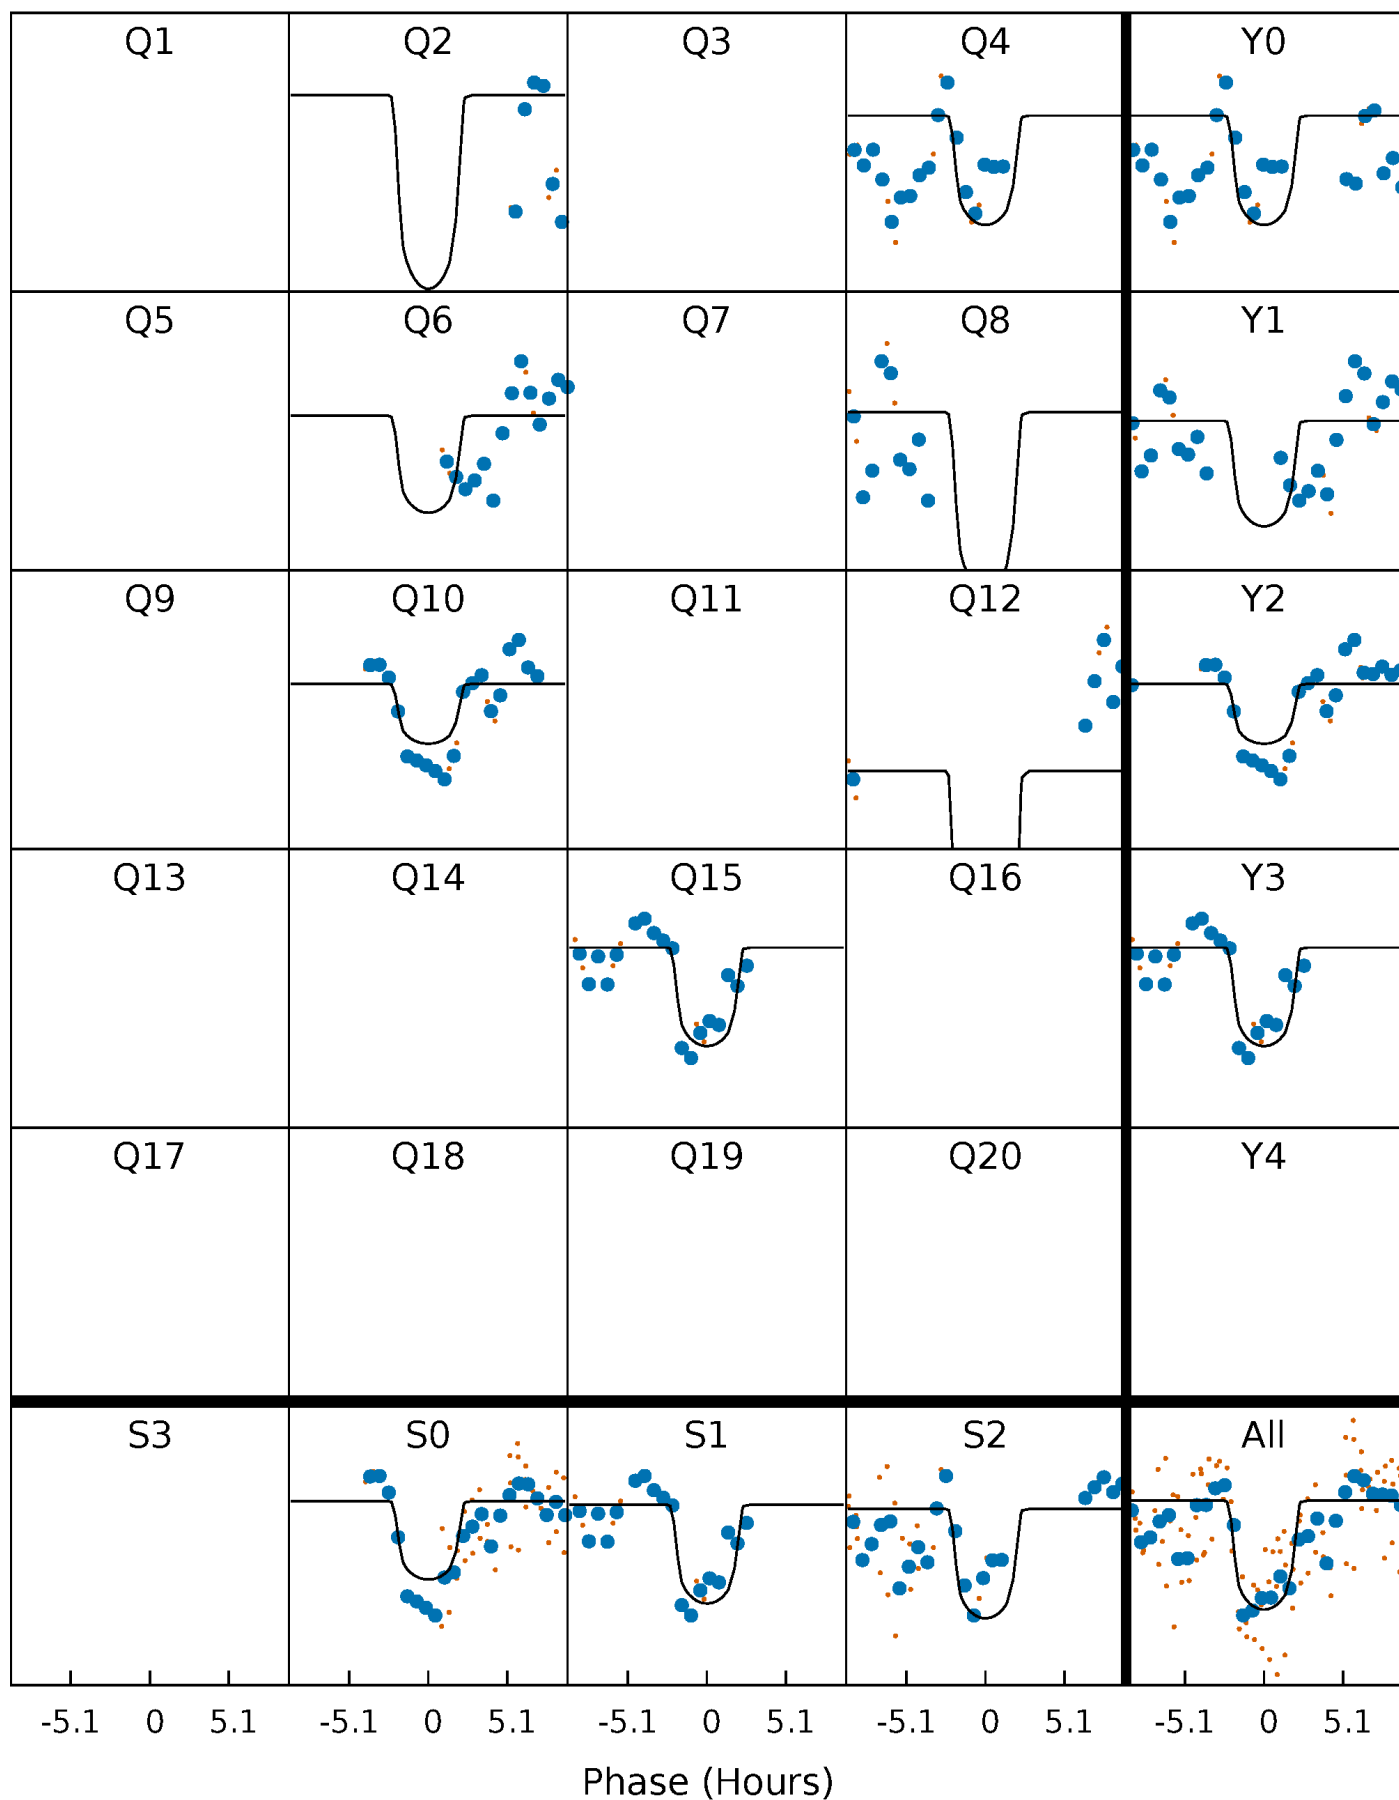 Q1 Q2 Q3 Q4 Y0
Q5 Q6 Q7 Q8 Y1
Q9 Q10 Q11 Q12 Y2
Q13 Q14 Q15 Q16 Y3
Q17 Q18 Q19 Q20 Y4
S3 S0 S1 S2 All
-5.1 0 5.1 -5.1 0 5.1 -5.1 0 5.1 -5.1 0 5.1 -5.1 0 5.1
Phase (Hours)